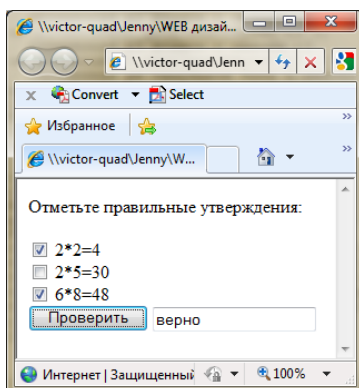 \\victor-quad\Jenny\WEB дизай...
\\victor-quad\Jenn
x Convert Select
Избранное
\\victor-quad\Jenny\W...
Отметьте правильные утверждения:
2*2=4
2*5=30
6*8=48
Проверить верно
Интернет | Защищенный 100%